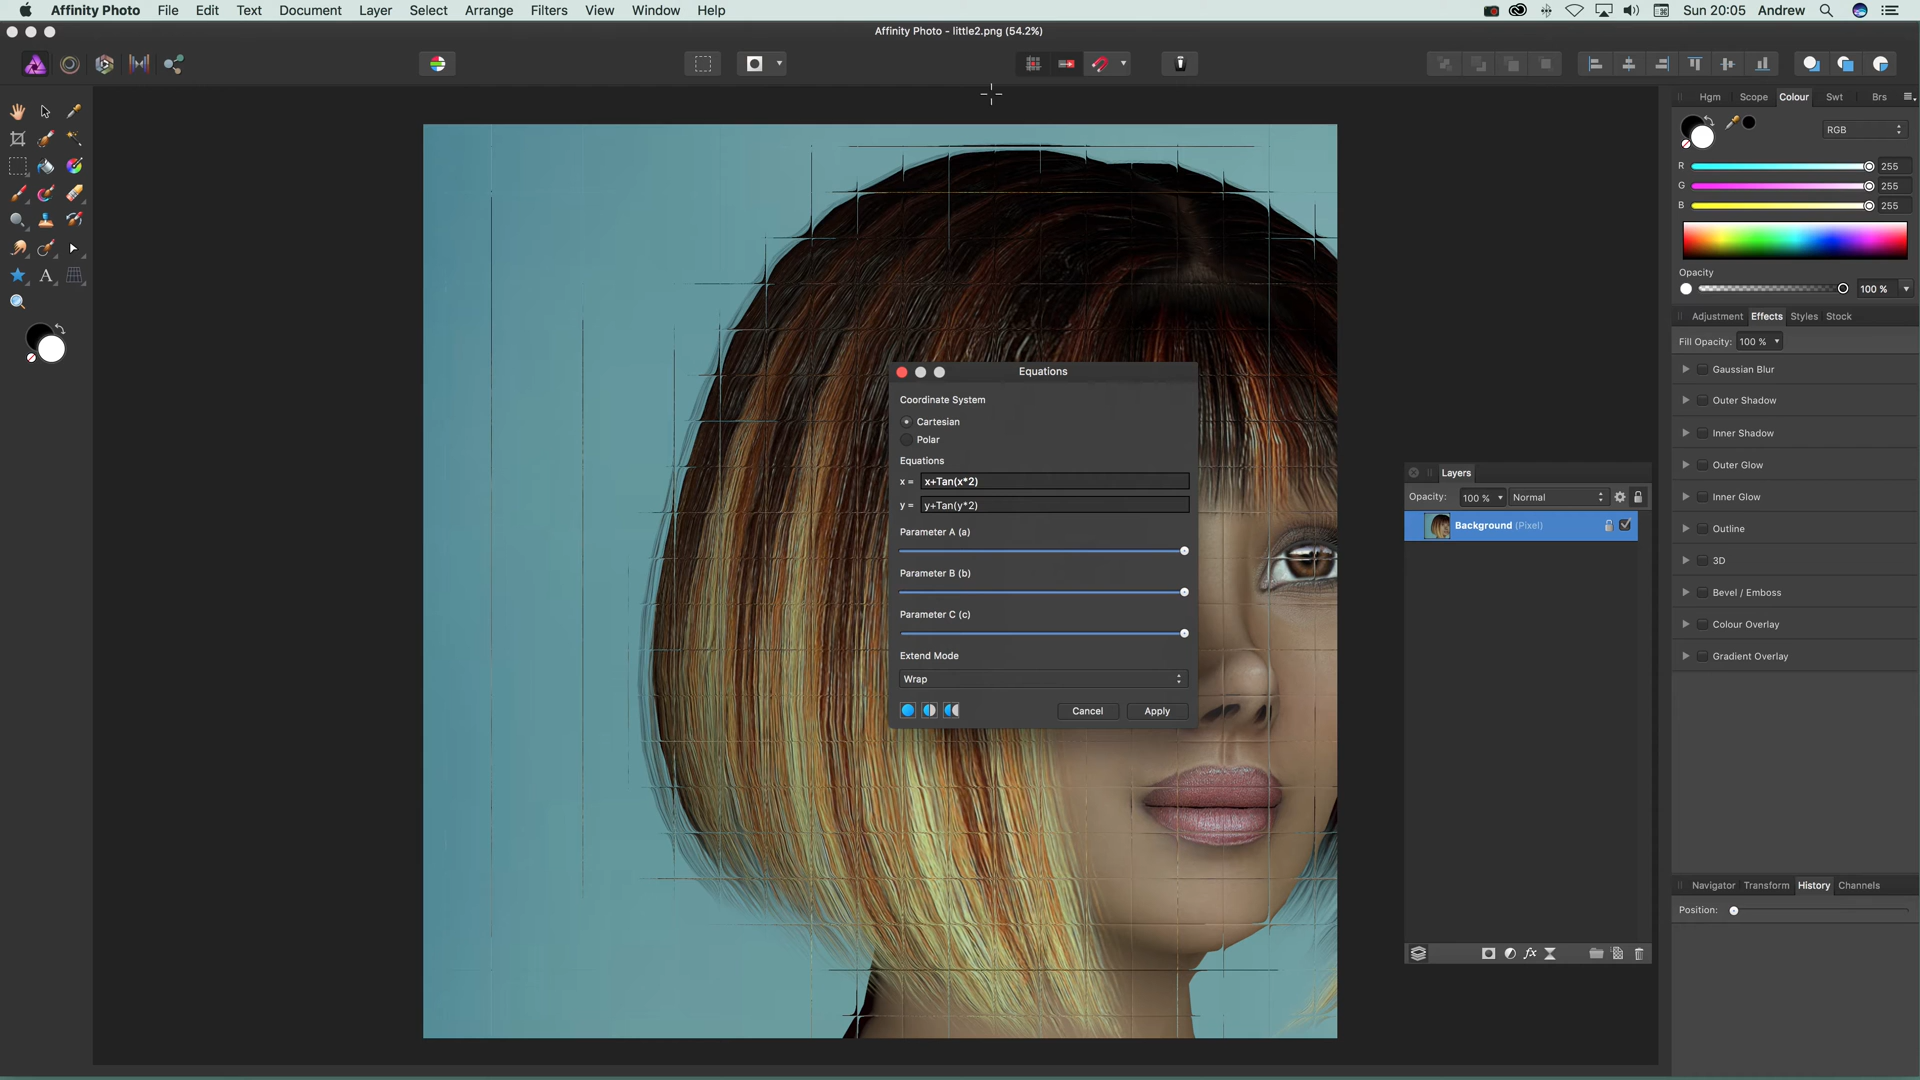 Affinity Photo File Edit Text Document Layer Select Arrange Filters View Window Help Sun 20:05 Andrew
Affinity Photo - little2.png (54.2%)
Hgm Scope Colour Swt Brs
RGB
R 255
G 255
B 255
Opacity
100 %
Adjustment Effects Styles Stock
Fill Opacity: 100 %
Gaussian Blur
Outer Shadow
Inner Shadow
Outer Glow
Inner Glow
Outline
3D
Bevel / Emboss
Colour Overlay
Gradient Overlay
Equations
Coordinate System
Cartesian
Polar
Equations
x = x+Tan(x*2)
y = y+Tan(y*2)
Parameter A (a)
Parameter B (b)
Parameter C (c)
Extend Mode
Wrap
Cancel Apply
Layers
Opacity: 100 % Normal
Background (Pixel)
fx
Navigator Transform History Channels
Position: